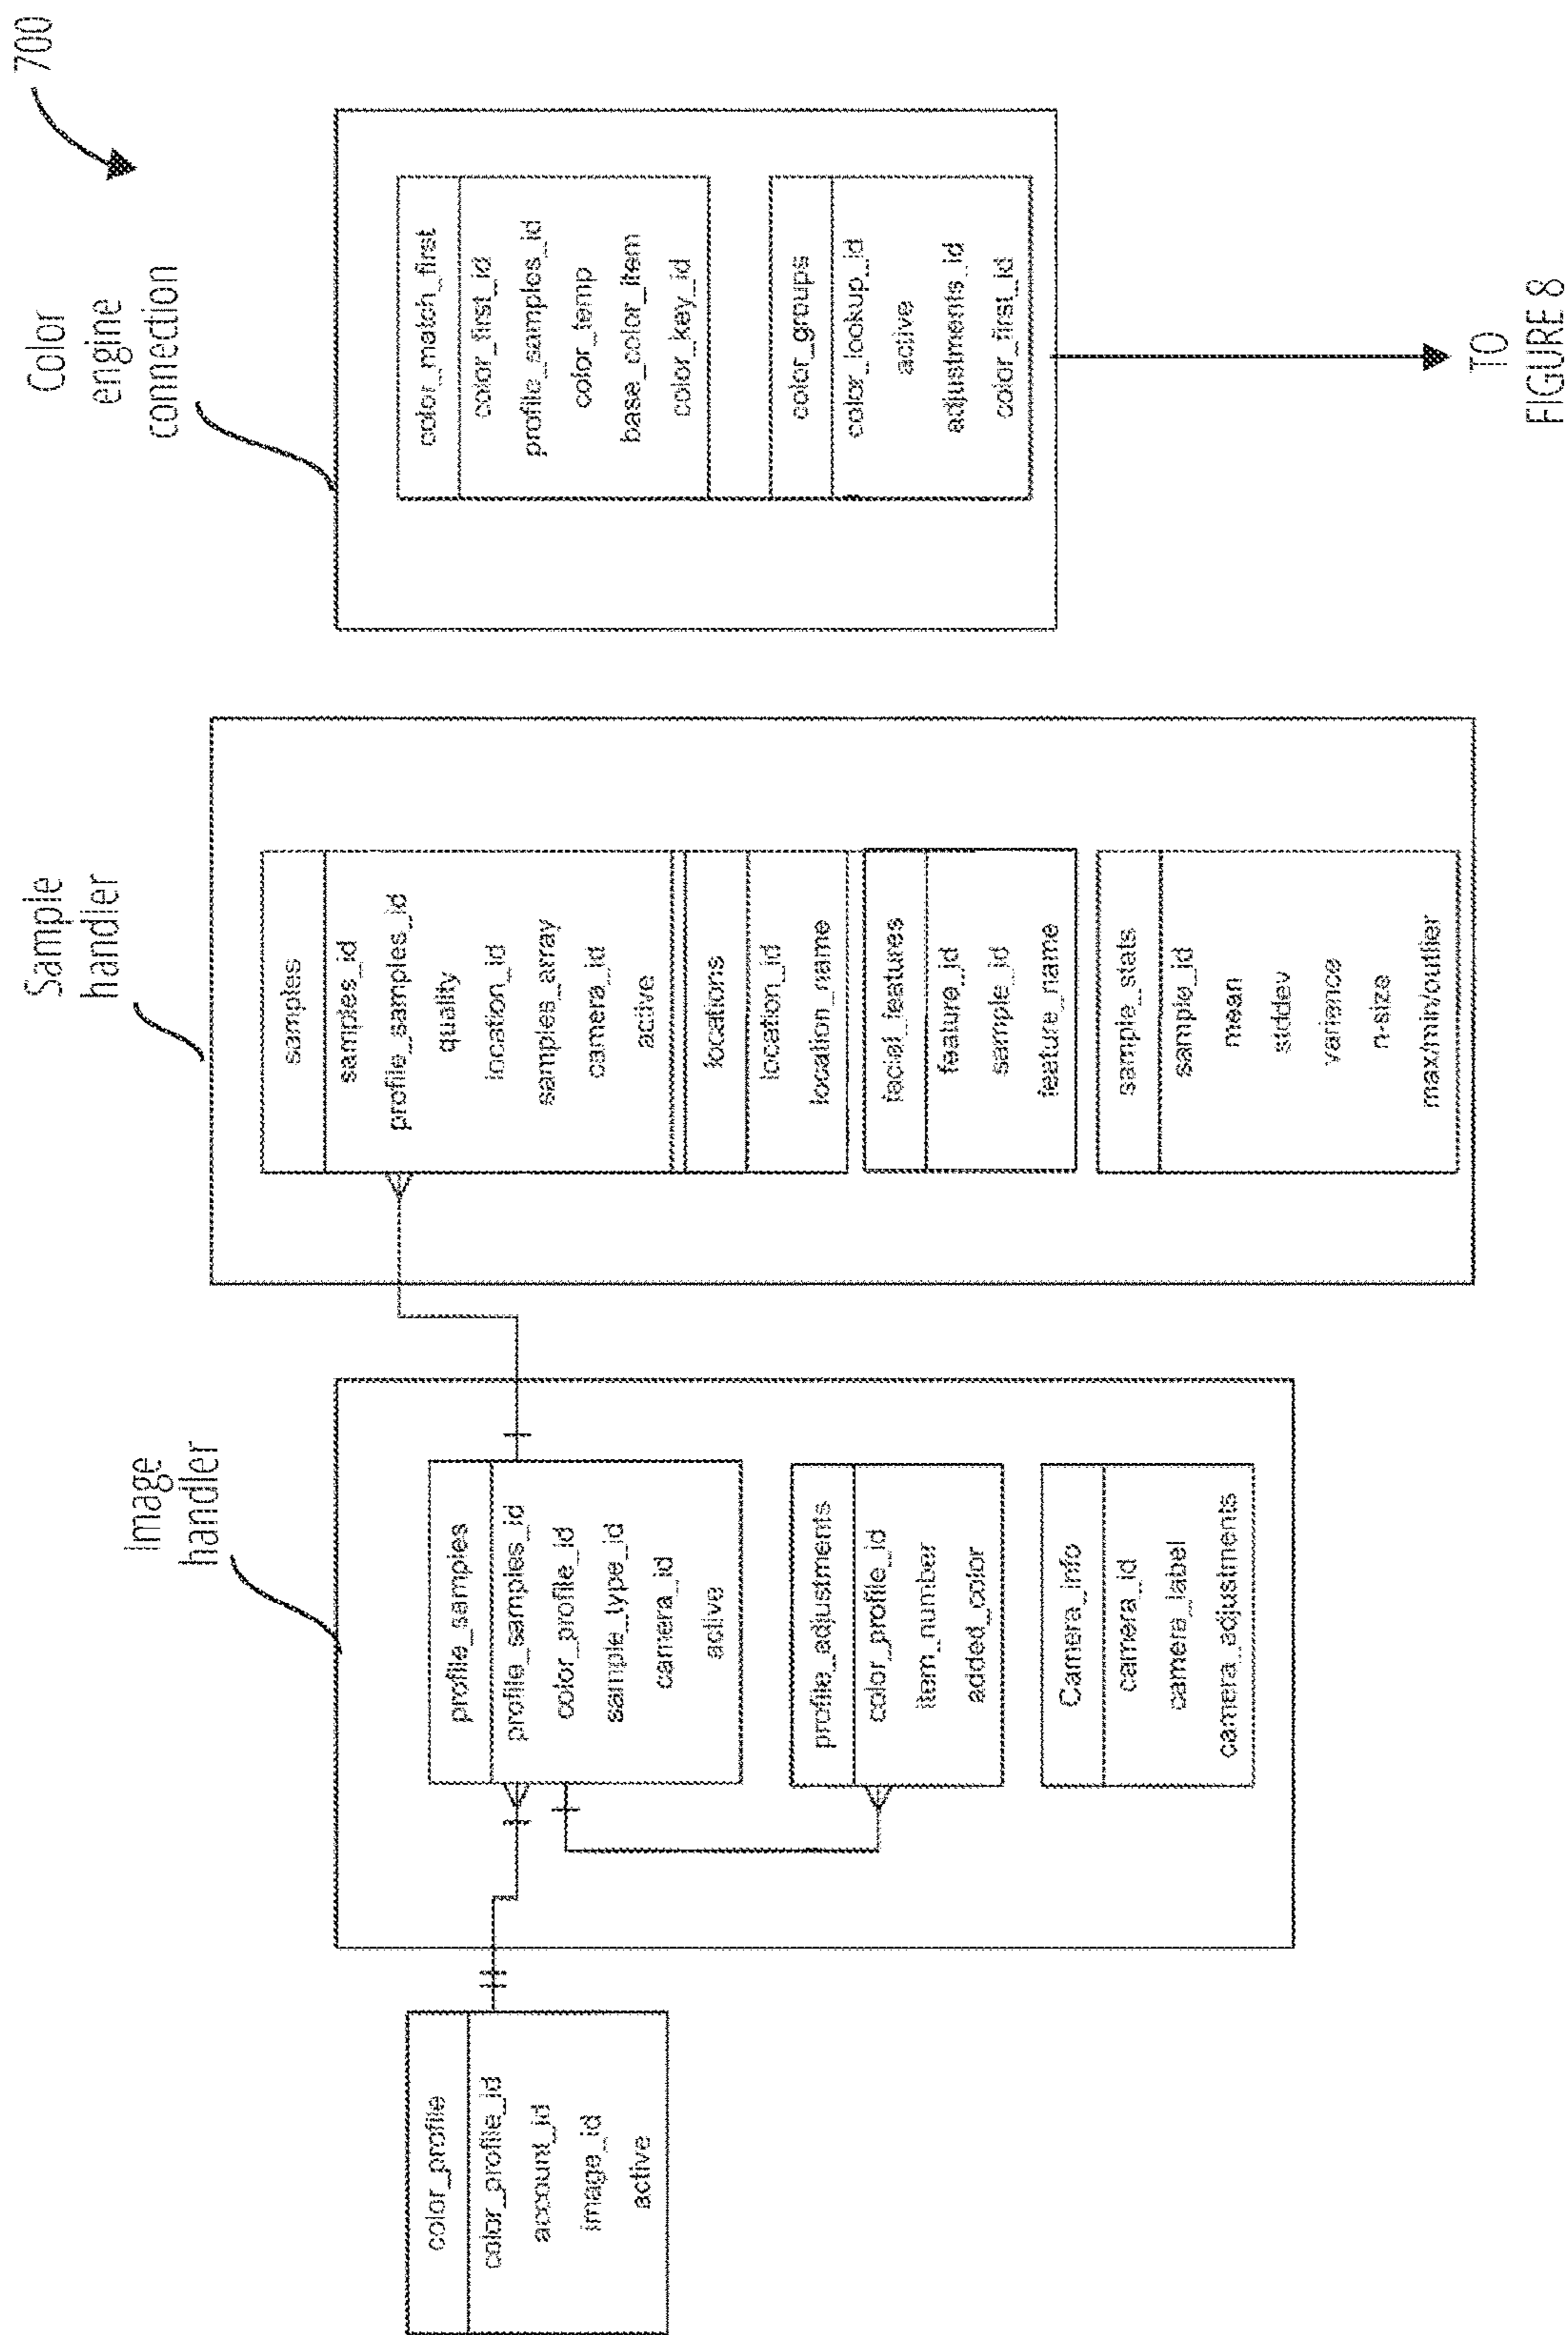 700
color_profile
color_profile_id
account_id
image_id
active
Image
handler
profile_samples
profile_samples_id
color_profile_id
sample_type_id
camera_id
active
profile_adjustments
color_profile_id
item_number
added_color
Camera_info
camera_id
camera_label
camera_adjustments
Sample
handler
samples
samples_id
profile_samples_id
quality
location_id
samples_array
camera_id
active
locations
location_id
location_name
facial_features
feature_id
sample_id
feature_name
sample_stats
sample_id
mean
stddev
varience
n-size
max/min/outlier
Color
engine
connection
color_match_first
color_first_id
profile_samples_id
color_temp
base_color_item
color_key_id
color_groups
color_lookup_id
active
adjustments_id
color_first_id
TO
FIGURE 8